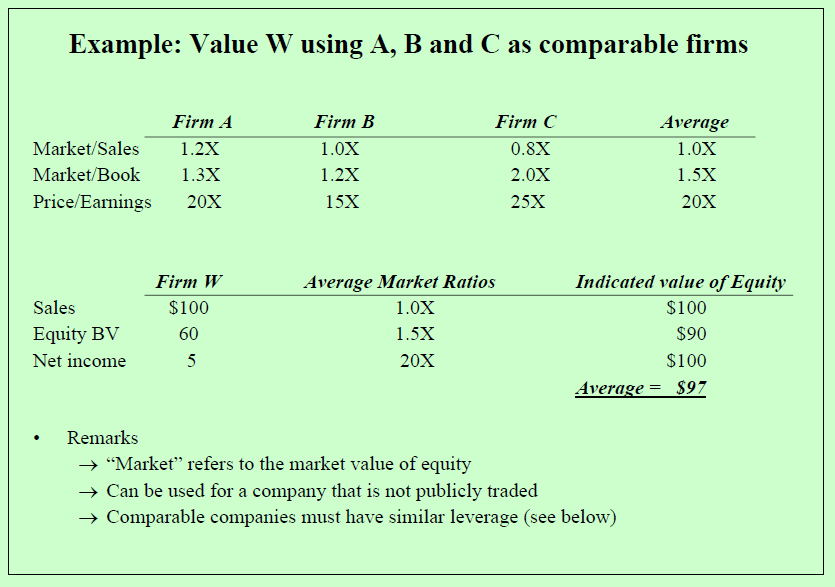 Example: Value W using A, B and C as comparable firms
Firm A Firm B Firm C Average
Market/Sales 1.2X 1.0X 0.8X 1.0X
Market/Book 1.3X 1.2X 2.0X 1.5X
Price/Earnings 20X 15X 25X 20X
Firm W Average Market Ratios Indicated value of Equity
Sales $100 1.0X $100
Equity BV 60 1.5X $90
Net income 5 20X $100
Average = $97
• Remarks
→ “Market” refers to the market value of equity
→ Can be used for a company that is not publicly traded
→ Comparable companies must have similar leverage (see below)